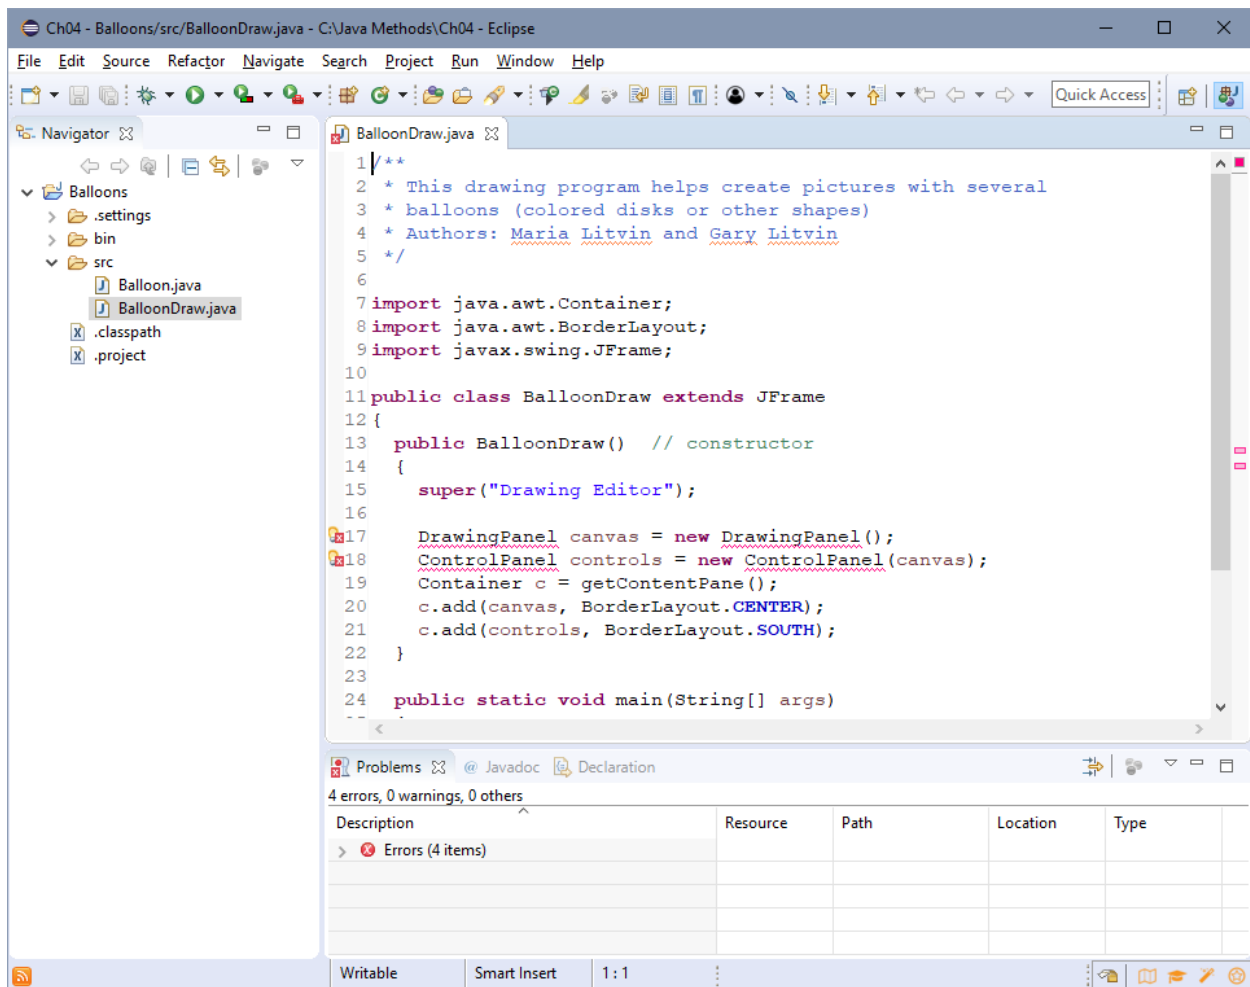 Ch04 - Balloons/src/BalloonDraw.java - C:\Java Methods\Ch04 - Eclipse
File Edit Source Refactor Navigate Search Project Run Window Help
Quick Access
Navigator
Balloons
.settings
bin
src
Balloon.java
BalloonDraw.java
.classpath
.project
BalloonDraw.java
1 /**
2  * This drawing program helps create pictures with several
3  * balloons (colored disks or other shapes)
4  * Authors: Maria Litvin and Gary Litvin
5  */
6
7 import java.awt.Container;
8 import java.awt.BorderLayout;
9 import javax.swing.JFrame;
10
11 public class BalloonDraw extends JFrame
12 {
13   public BalloonDraw()  // constructor
14   {
15     super("Drawing Editor");
16
17     DrawingPanel canvas = new DrawingPanel();
18     ControlPanel controls = new ControlPanel(canvas);
19     Container c = getContentPane();
20     c.add(canvas, BorderLayout.CENTER);
21     c.add(controls, BorderLayout.SOUTH);
22   }
23
24   public static void main(String[] args)
Problems @ Javadoc Declaration
4 errors, 0 warnings, 0 others
Description Resource Path Location Type
Errors (4 items)
Writable Smart Insert 1 : 1